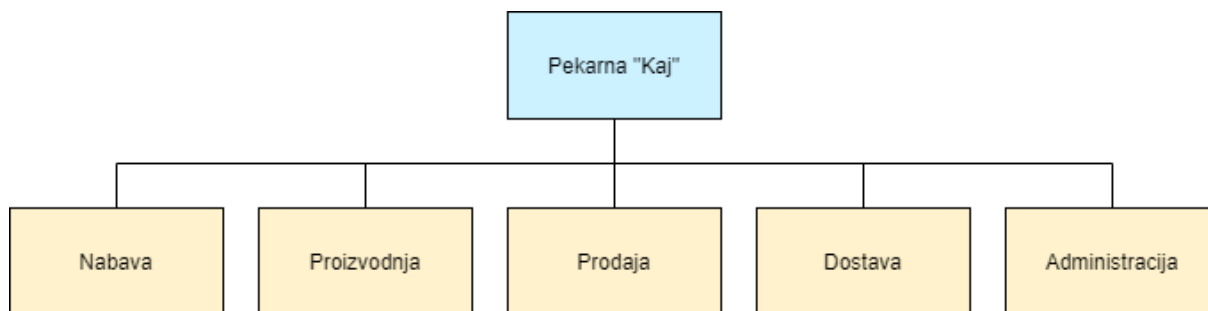 Pekarna "Kaj"
Nabava
Proizvodnja
Prodaja
Dostava
Administracija